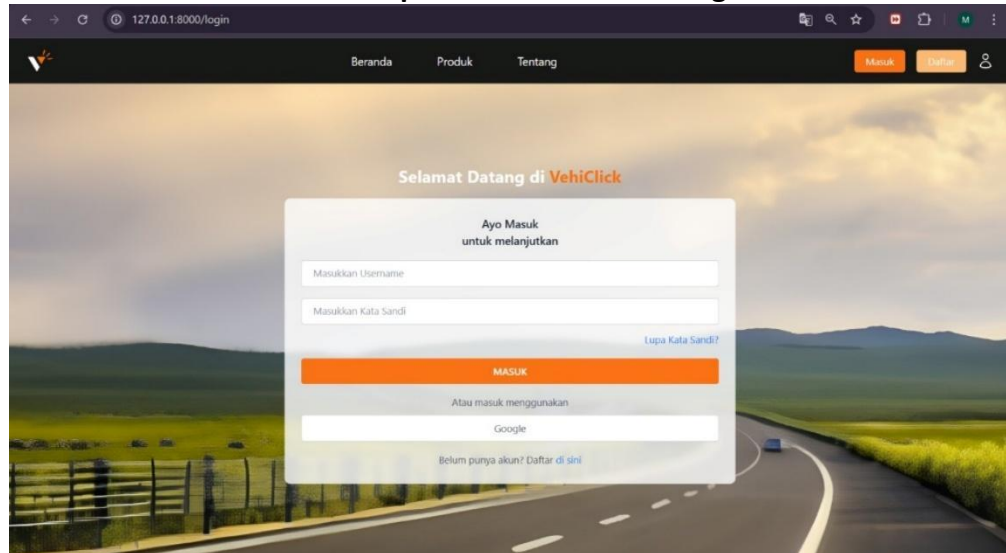 127.0.0.1:8000/login
M
Beranda Produk Tentang Masuk Daftar
Selamat Datang di VehiClick
Ayo Masuk
untuk melanjutkan
Masukkan Username
Masukkan Kata Sandi
Lupa Kata Sandi?
MASUK
Atau masuk menggunakan
Google
Belum punya akun? Daftar di sini